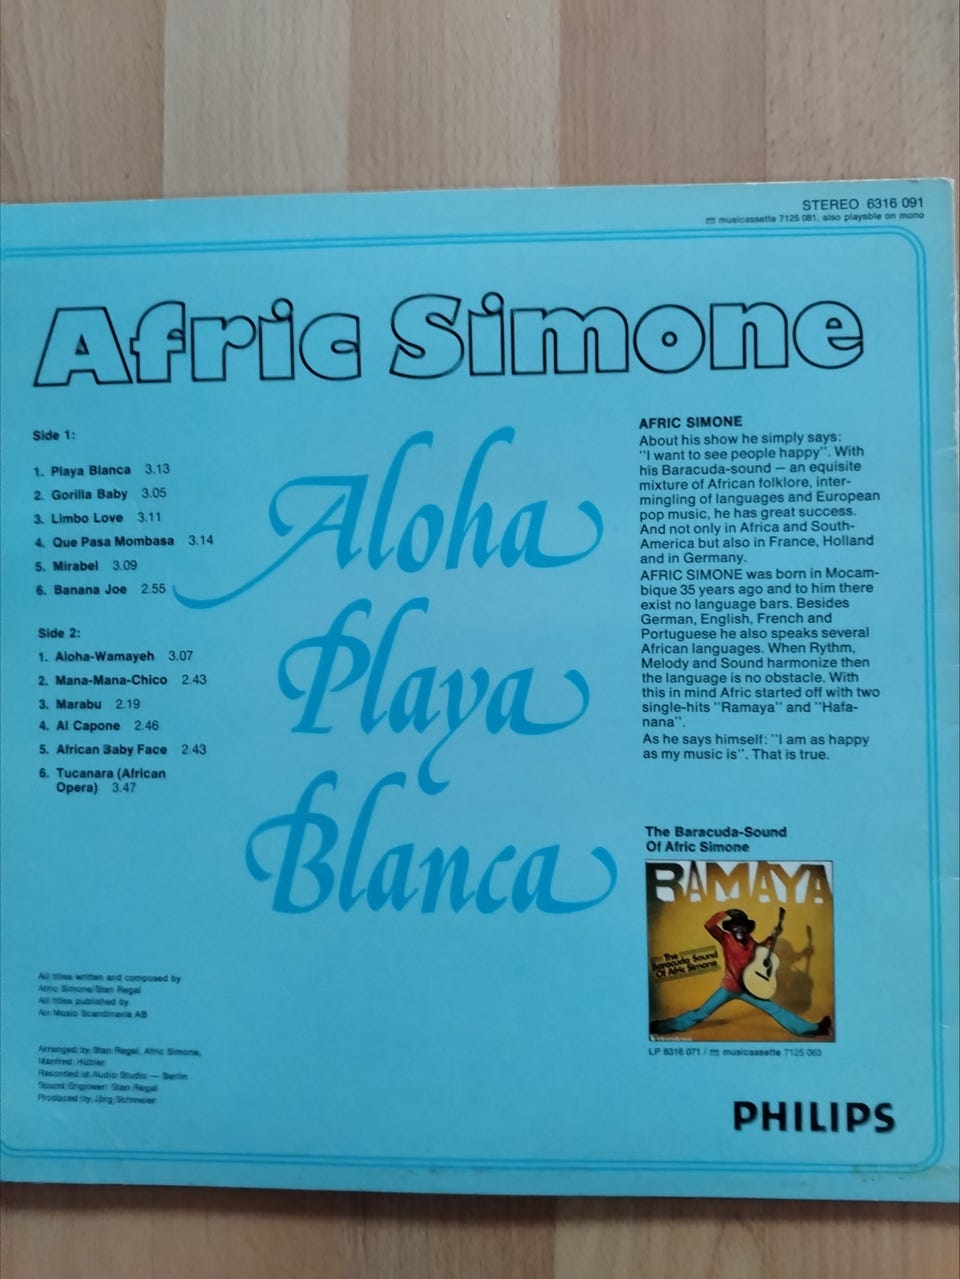 STEREO 6316 091
musicassette 7125 081, also playable on mono
Afric Simone
Side 1:
1. Playa Blanca 3.13
2. Gorilla Baby 3.05
3. Limbo Love 3.11
4. Que Pasa Mombasa 3.14
5. Mirabel 3.09
6. Banana Joe 2.55
Side 2:
1. Aloha-Wamayeh 3.07
2. Mana-Mana-Chico 2.43
3. Marabu 2.19
4. Al Capone 2.46
5. African Baby Face 2.43
6. Tucanara (African
Opera) 3.47
Aloha
Playa
Blanca
AFRIC SIMONE
About his show he simply says:
"I want to see people happy". With
his Baracuda-sound — an equisite
mixture of African folklore, inter-
mingling of languages and European
pop music, he has great success.
And not only in Africa and South-
America but also in France, Holland
and in Germany.
AFRIC SIMONE was born in Mocam-
bique 35 years ago and to him there
exist no language bars. Besides
German, English, French and
Portuguese he also speaks several
African languages. When Rythm,
Melody and Sound harmonize then
the language is no obstacle. With
this in mind Afric started off with two
single-hits "Ramaya" and "Hafa-
nana".
As he says himself: "I am as happy
as my music is". That is true.
The Baracuda-Sound
Of Afric Simone
RAMAYA
The
Baracuda Sound
Of Afric Simone
LP 6316 071 / musicassette 7125 063
All titles written and composed by
Afric Simone/Stan Regal
All titles published by
Air Music Scandinavia AB
Arranged by Stan Regal, Afric Simone,
Manfred Hübler
Recorded at Audio Studio — Berlin
Sound Engineer: Stan Regal
Produced by Jörg Schmeier
PHILIPS